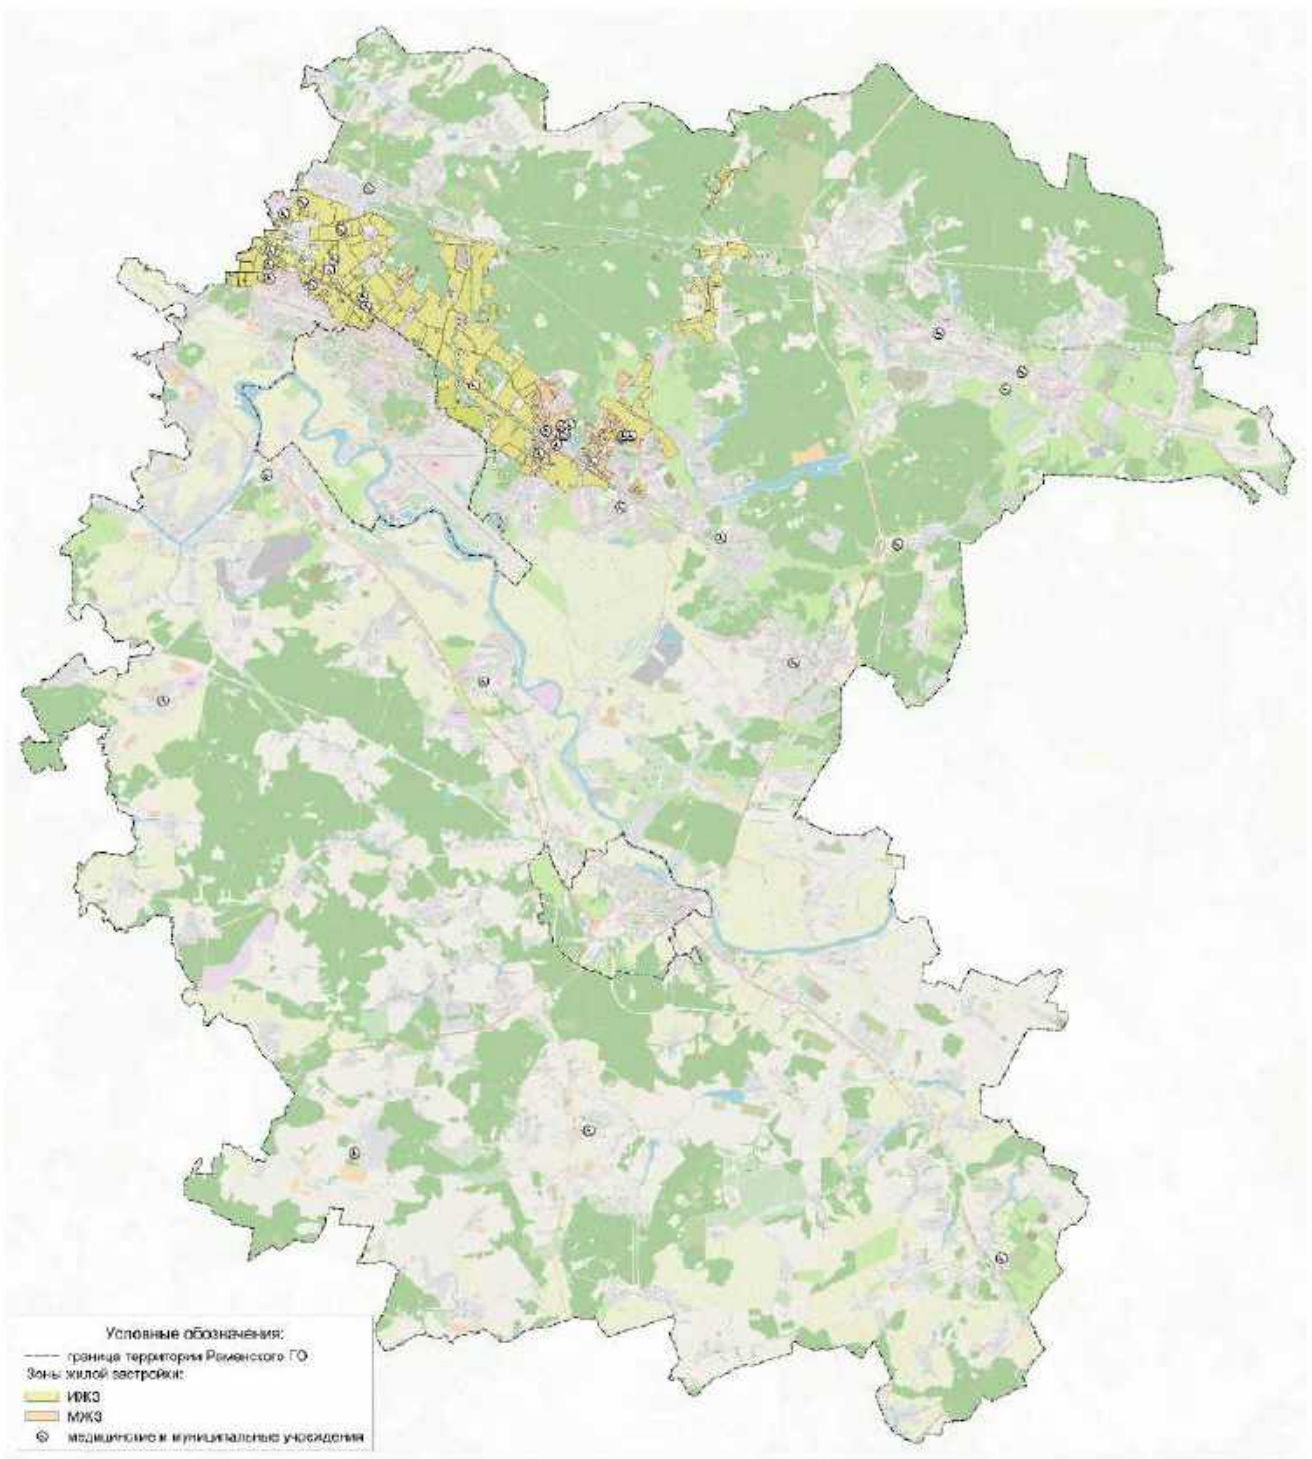 Условные обозначения:
граница территории Раменского ГО
Зоны жилой застройки:
ИЖЗ
МЖЗ
медицинские и муниципальные учреждения